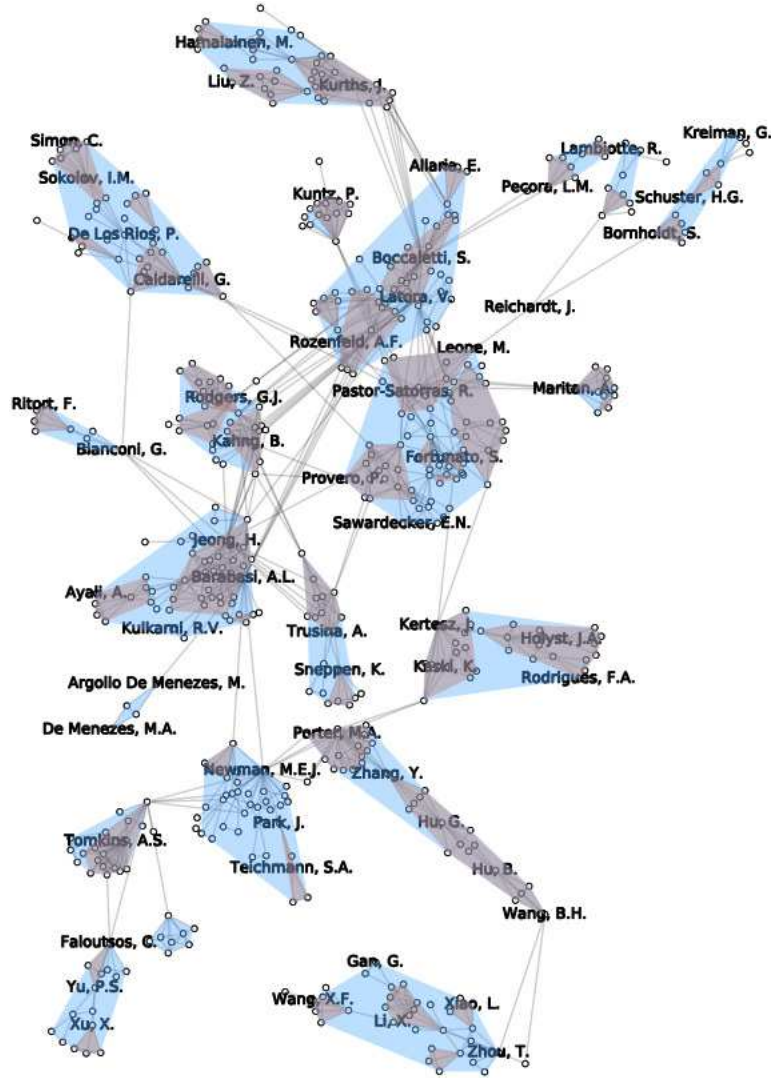 Hamalainen, M.
Liu, Z.
Kurths, J.
Kreiman, G.
Simon, C.
Lambiotte, R.
Allaria, E.
Sokolov, I.M.
Pecora, L.M.
Kuntz, P.
Schuster, H.G.
De Los Rios, P.
Bornholdt, S.
Boccaletti, S.
Caldarelli, G.
Latora, V.
Reichardt, J.
Rozenfeld, A.F.
Leone, M.
Pastor-Satorras, R.
Maritan, A.
Rodgers, G.J.
Ritort, F.
Kahng, B.
Bianconi, G.
Fortunato, S.
Provero, P.
Sawardecker, E.N.
Jeong, H.
Barabasi, A.L.
Ayali, A.
Kulkarni, R.V.
Trusina, A.
Kertesz, J.
Holyst, J.A.
Sneppen, K.
Kaski, K.
Rodrigues, F.A.
Argollo De Menezes, M.
De Menezes, M.A.
Porter, M.A.
Newman, M.E.J.
Zhang, Y.
Park, J.
Hu, G.
Tomkins, A.S.
Teichmann, S.A.
Hu, B.
Wang, B.H.
Faloutsos, C.
Gan, G.
Yu, P.S.
Wang, X.F.
Xiao, L.
Xu, X.
Li, X.
Zhou, T.